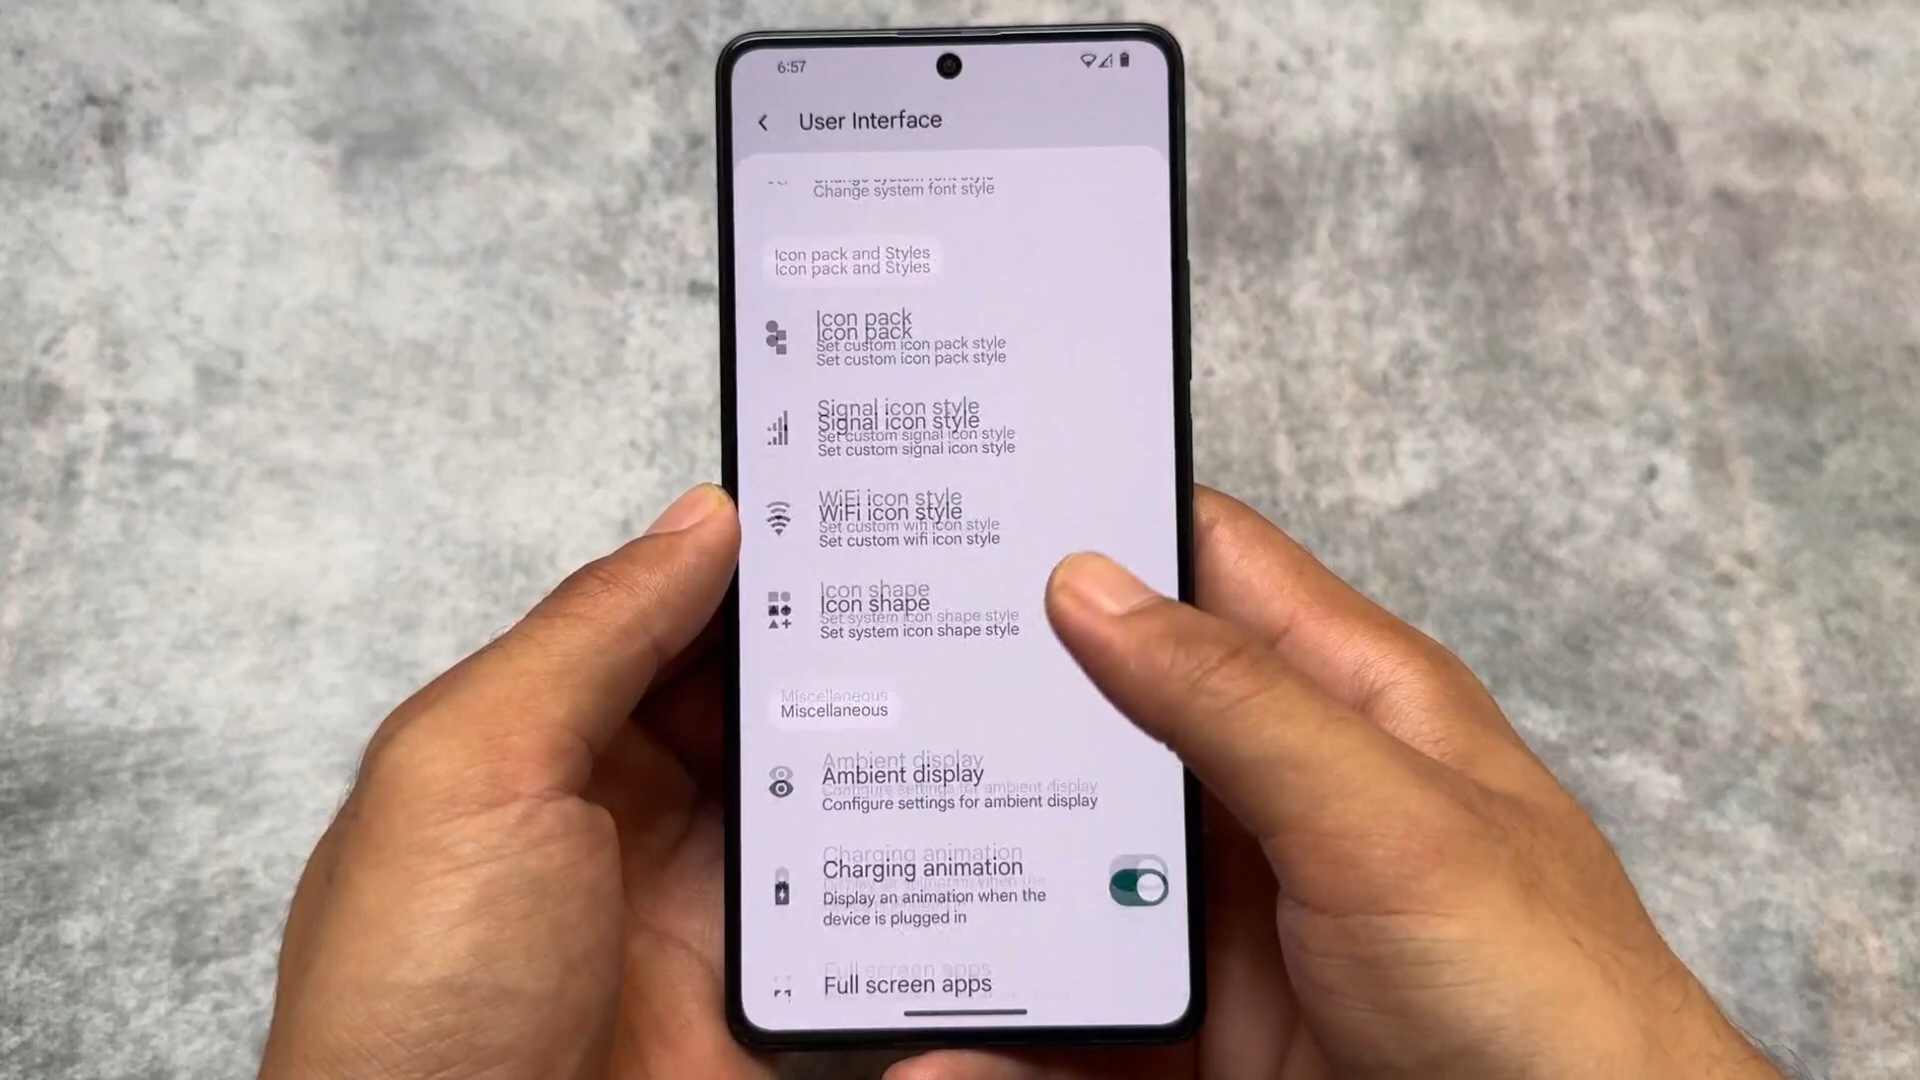 6:57
User Interface
Change system font style
Icon pack and Styles
Icon pack
Set custom icon pack style
Signal icon style
Set custom signal icon style
WiFi icon style
Set custom wifi icon style
Icon shape
Set system icon shape style
Miscellaneous
Ambient display
Configure settings for ambient display
Charging animation
Display an animation when the
device is plugged in
Full screen apps